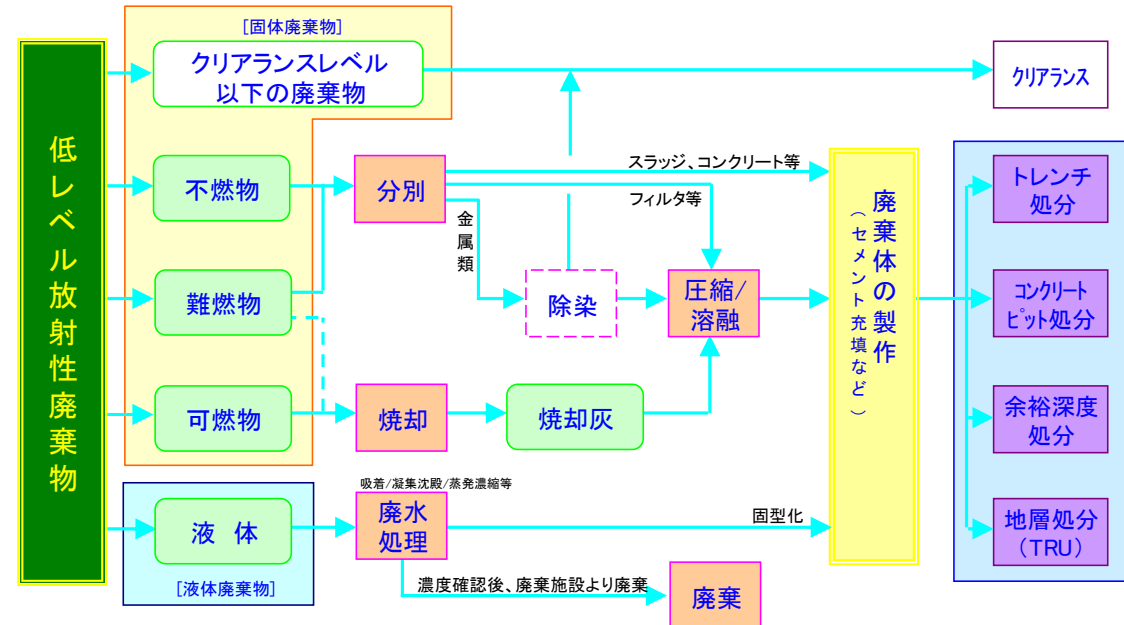 低レベル放射性廃棄物
[固体廃棄物]
クリアランスレベル
以下の廃棄物
クリアランス
不燃物
分別
スラッジ、コンクリート等
フィルタ等
金属類
難燃物
除染
圧縮/
溶融
可燃物
焼却
焼却灰
吸着/凝集沈殿/蒸発濃縮等
液 体
[液体廃棄物]
廃水
処理
固型化
濃度確認後、廃棄施設より廃棄
廃棄
廃棄体の製作
(セメント充填など)
トレンチ
処分
コンクリート
ピット処分
余裕深度
処分
地層処分
(TRU)